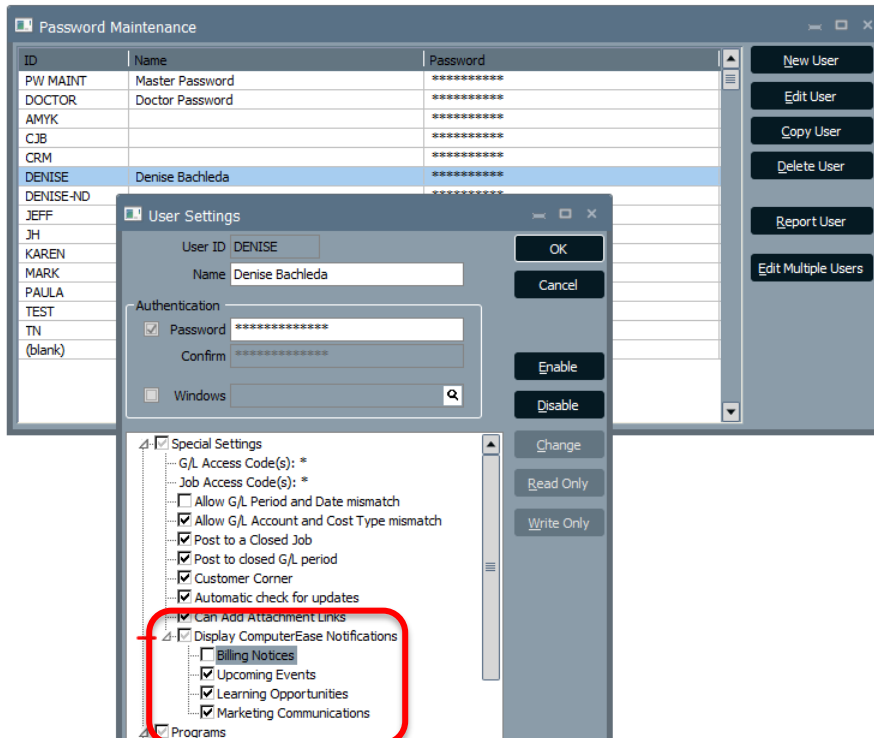 Password Maintenance
ID Name Password
PW MAINT Master Password **********
DOCTOR Doctor Password **********
AMYK **********
CJB **********
CRM **********
DENISE Denise Bachleda **********
DENISE-ND **********
JEFF
JH
KAREN
MARK
PAULA
TEST
TN
(blank)
New User
Edit User
Copy User
Delete User
Report User
Edit Multiple Users
User Settings
User ID DENISE
Name Denise Bachleda
Authentication
Password *************
Confirm *************
Windows
OK
Cancel
Enable
Disable
Change
Read Only
Write Only
Special Settings
G/L Access Code(s): *
Job Access Code(s): *
Allow G/L Period and Date mismatch
Allow G/L Account and Cost Type mismatch
Post to a Closed Job
Post to closed G/L period
Customer Corner
Automatic check for updates
Can Add Attachment Links
Display ComputerEase Notifications
Billing Notices
Upcoming Events
Learning Opportunities
Marketing Communications
Programs